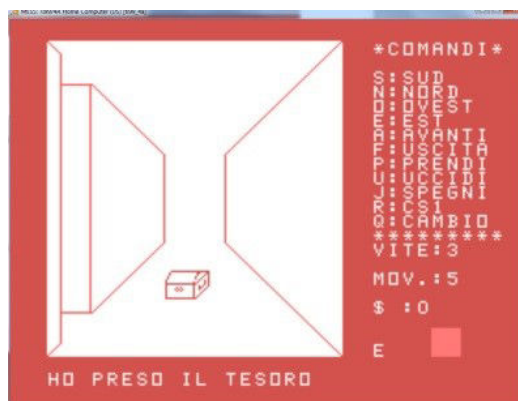 *COMANDI*
S:SUD
N:NORD
O:OVEST
E:EST
A:AVANTI
F:USCITA
P:PRENDI
U:UCCIDI
J:SPEGNI
R:CS1
Q:CAMBIO
*********
VITE:3
MOV.:5
$ :0
E
HO PRESO IL TESORO